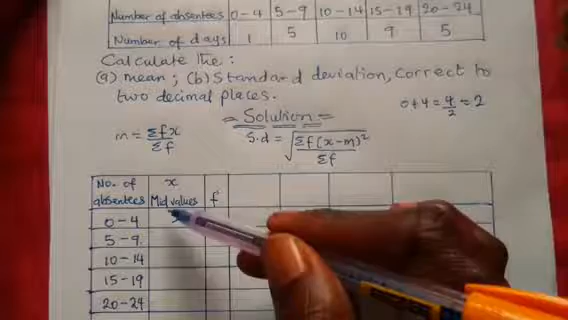 Number of absentees 0-4 5-9 10-14 15-19 20-24
Number of days 1 5 10 9 5
Calculate the:
(a) mean; (b) Standard deviation, correct to
two decimal places.
0+4 = 4/2 = 2
= Solution =
m = Σfx/Σf
S.d = √(Σf(x-m)²/Σf)
No. of absentees x Mid values f
0-4
5-9
10-14
15-19
20-24